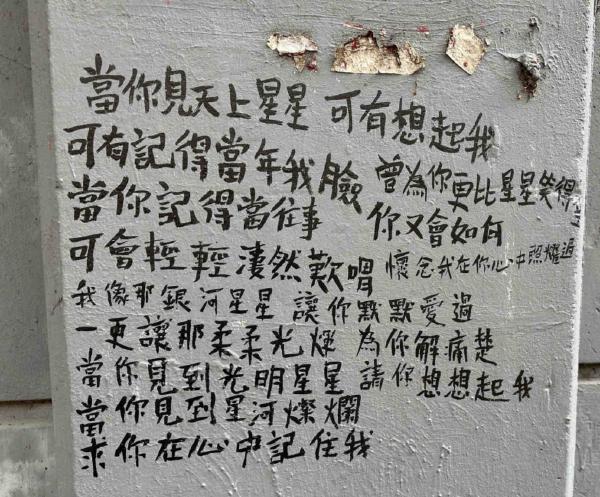 當你見天上星星 可有想起我
可有記得當年我臉 曾為你更比星星笑得
當你記得當往事 你又會如何
可會輕輕淒然歎喟 懷念我在你心中照耀過
我像那銀河星星 讓你默默愛過
一更讓那柔柔光燦 為你解痛楚
當你見到光明星星 請你想想起我
當你見到星河燦爛
求你在心中記住我